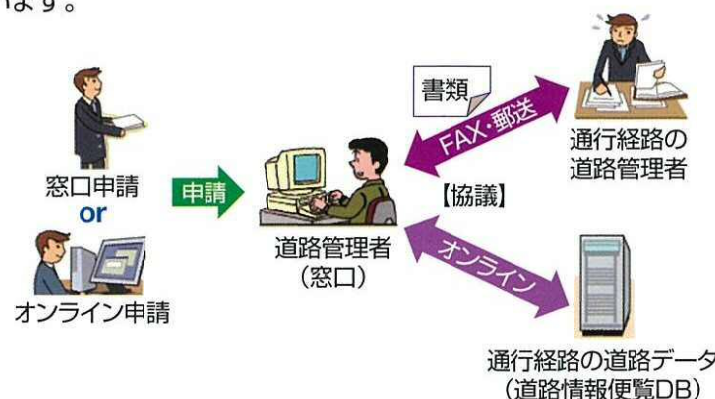 います。
書類
FAX・郵送
通行経路の
道路管理者
窓口申請
or
申請
【協議】
道路管理者
（窓口）
オンライン
オンライン申請
通行経路の道路データ
（道路情報便覧DB）